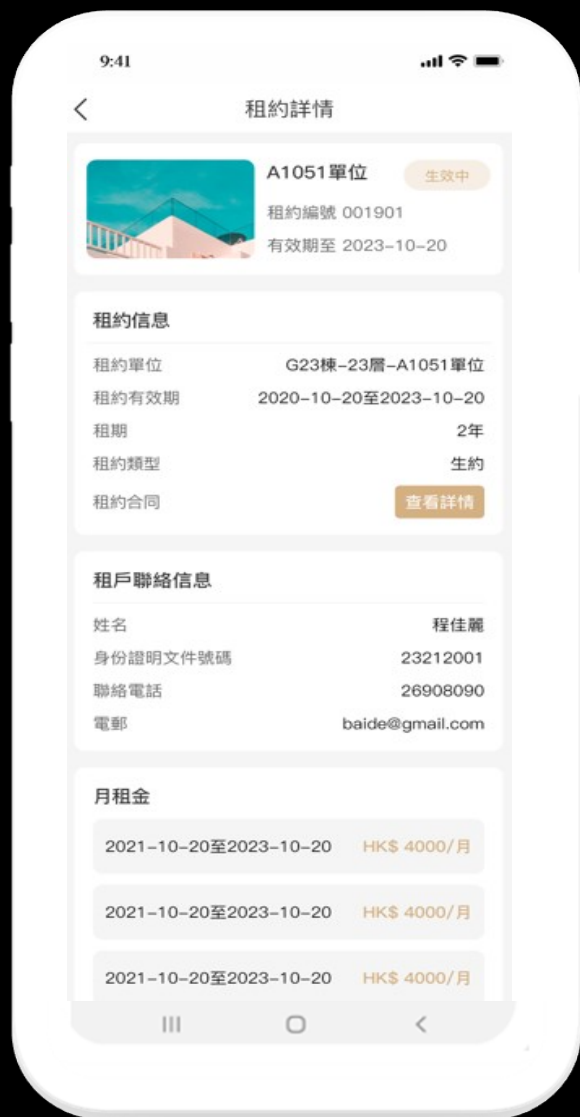 9:41
租約詳情
A1051單位 生效中
租約編號 001901
有效期至 2023-10-20
租約信息
租約單位 G23棟-23層-A1051單位
租約有效期 2020-10-20至2023-10-20
租期 2年
租約類型 生約
租約合同 查看詳情
租戶聯絡信息
姓名 程佳麗
身份證明文件號碼 23212001
聯絡電話 26908090
電郵 baide@gmail.com
月租金
2021-10-20至2023-10-20 HK$ 4000/月
2021-10-20至2023-10-20 HK$ 4000/月
2021-10-20至2023-10-20 HK$ 4000/月